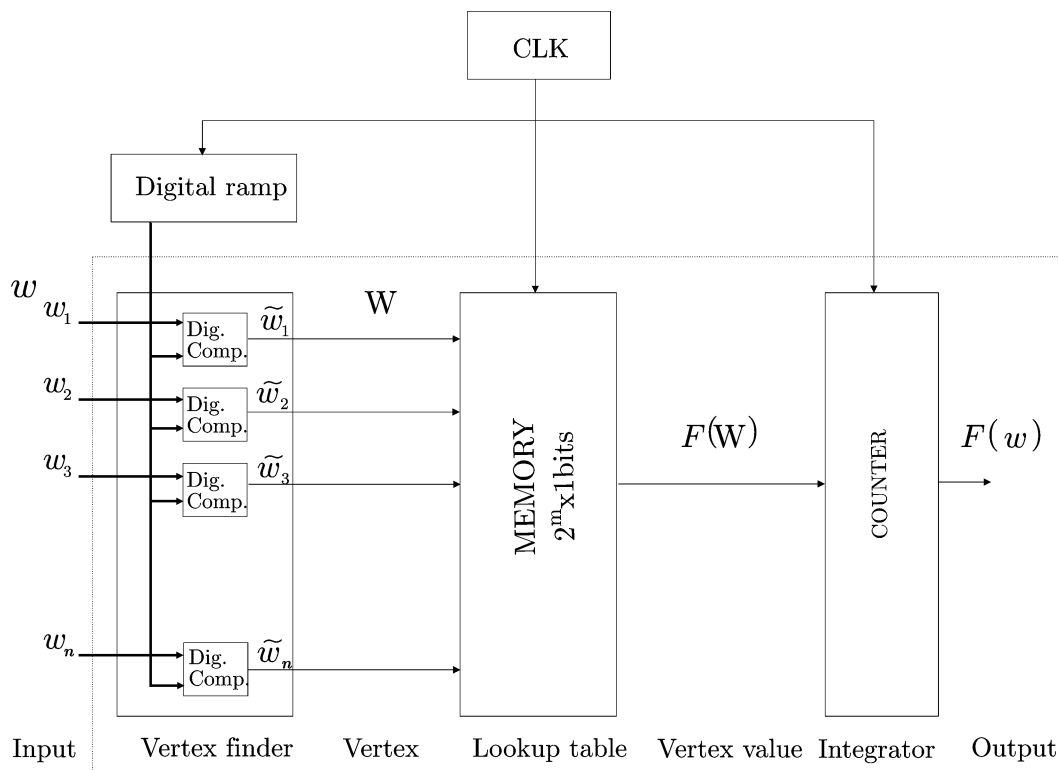 CLK
Digital ramp
w
w₁
Dig.
Comp.
w̃₁
W
w₂
Dig.
Comp.
w̃₂
w₃
Dig.
Comp.
w̃₃
wₙ
Dig.
Comp.
w̃ₙ
MEMORY
2ᵐx1bits
F(W)
COUNTER
F(w)
Input
Vertex finder
Vertex
Lookup table
Vertex value
Integrator
Output